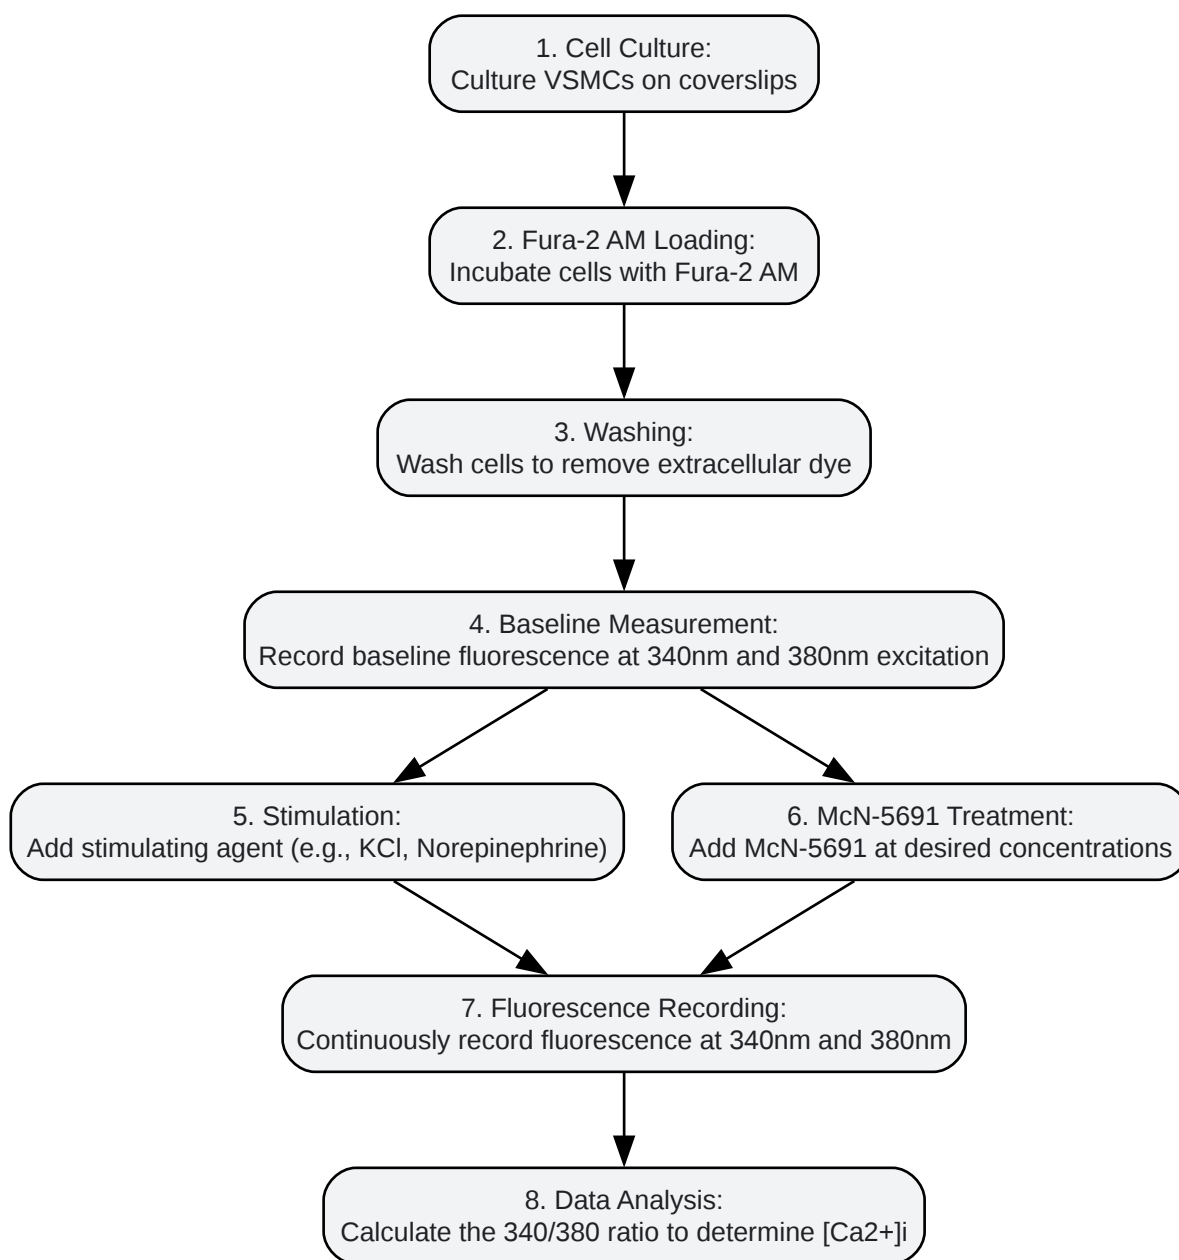 1. Cell Culture:
Culture VSMCs on coverslips
2. Fura-2 AM Loading:
Incubate cells with Fura-2 AM
3. Washing:
Wash cells to remove extracellular dye
4. Baseline Measurement:
Record baseline fluorescence at 340nm and 380nm excitation
5. Stimulation:
Add stimulating agent (e.g., KCl, Norepinephrine)
6. McN-5691 Treatment:
Add McN-5691 at desired concentrations
7. Fluorescence Recording:
Continuously record fluorescence at 340nm and 380nm
8. Data Analysis:
Calculate the 340/380 ratio to determine [Ca2+]i